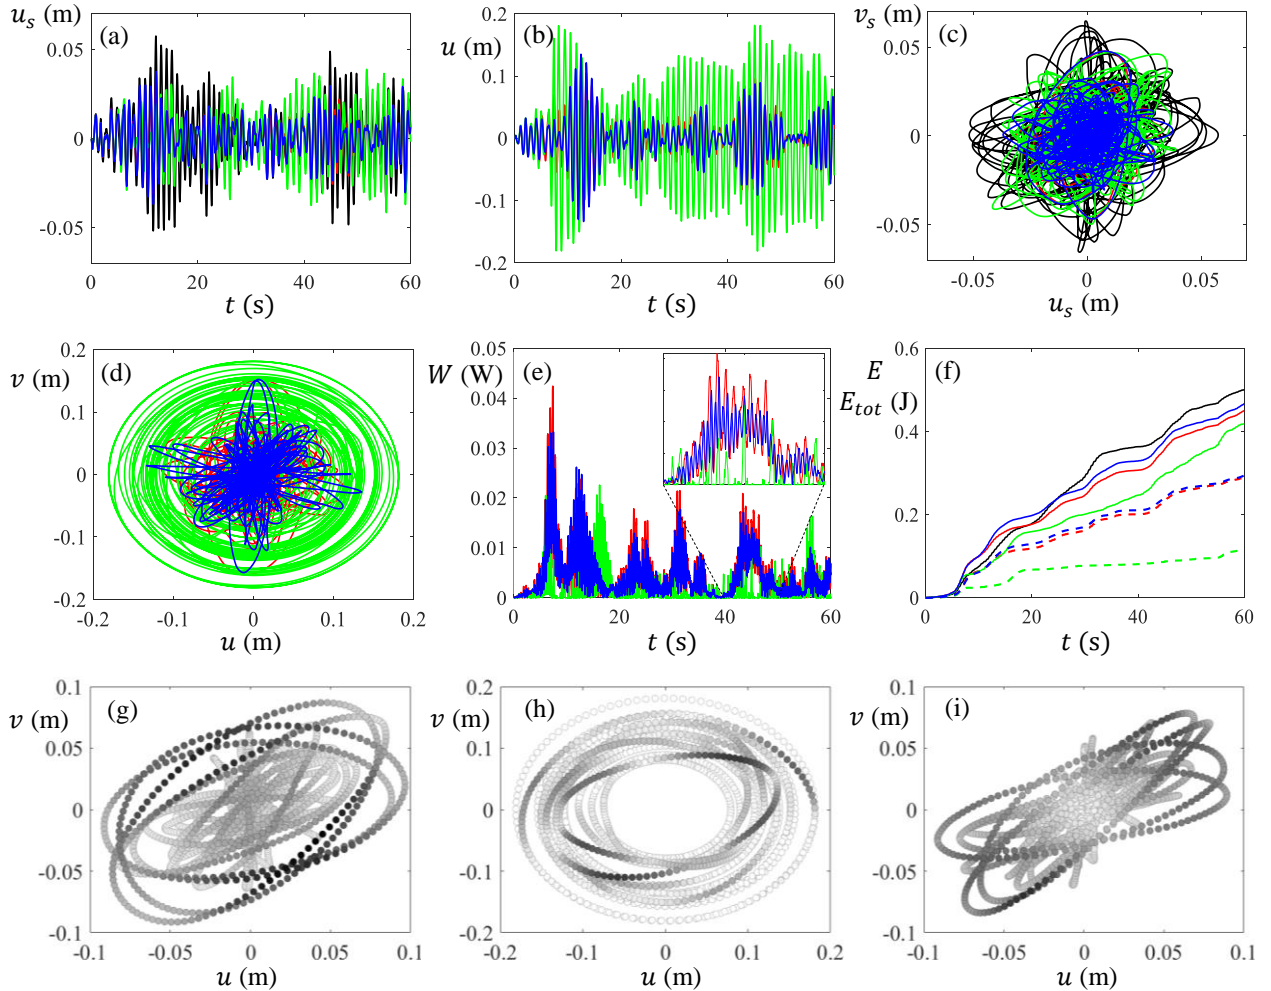 u_s (m)
(a)
0.05
0
-0.05
0 20 40 60
t (s)
u (m)
(b)
0.2
0.1
0
-0.1
-0.2
0 20 40 60
t (s)
v_s (m)
(c)
0.05
0
-0.05
-0.05 0 0.05
u_s (m)
v (m)
(d)
0.2
0.1
0
-0.1
-0.2
-0.2 -0.1 0 0.1 0.2
u (m)
W (W)
(e)
0.05
0.04
0.03
0.02
0.01
0
0 20 40 60
t (s)
E
E_tot (J)
(f)
0.6
0.4
0.2
0
0 20 40 60
t (s)
v (m)
(g)
0.1
0.05
0
-0.05
-0.1
-0.1 -0.05 0 0.05 0.1
u (m)
v (m)
(h)
0.2
0.1
0
-0.1
-0.2
-0.2 -0.1 0 0.1 0.2
u (m)
v (m)
(i)
0.1
0.05
0
-0.05
-0.1
-0.1 -0.05 0 0.05 0.1
u (m)